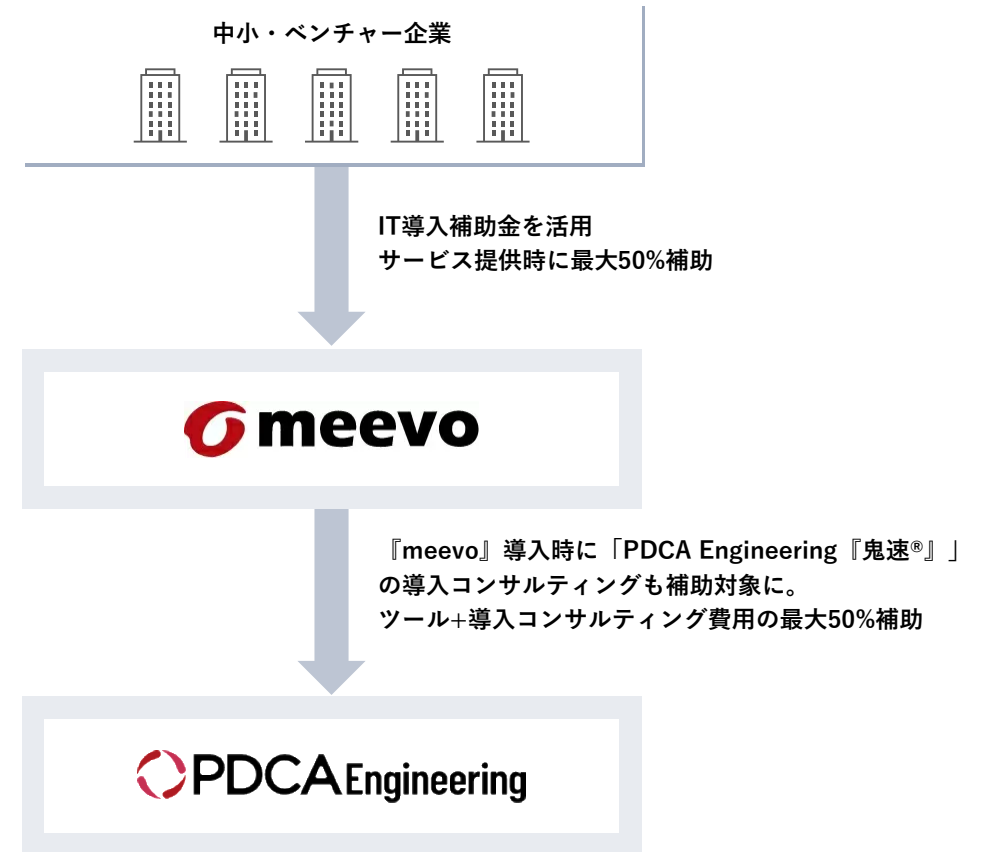 中小・ベンチャー企業
IT導入補助金を活用
サービス提供時に最大50%補助
meevo
『meevo』導入時に「PDCA Engineering『鬼速®』」
の導入コンサルティングも補助対象に。
ツール+導入コンサルティング費用の最大50%補助
PDCA Engineering